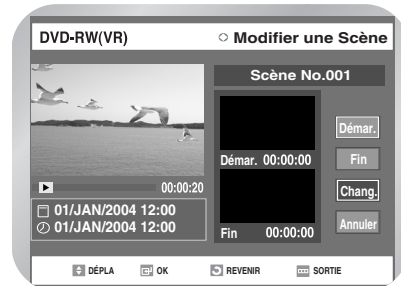 DVD-RW(VR)
Modifier une Scène
Scène No.001
00:00:20
01/JAN/2004 12:00
01/JAN/2004 12:00
Démar. 00:00:00
Fin 00:00:00
Démar.
Fin
Chang.
Annuler
DÉPLA OK REVENIR SORTIE